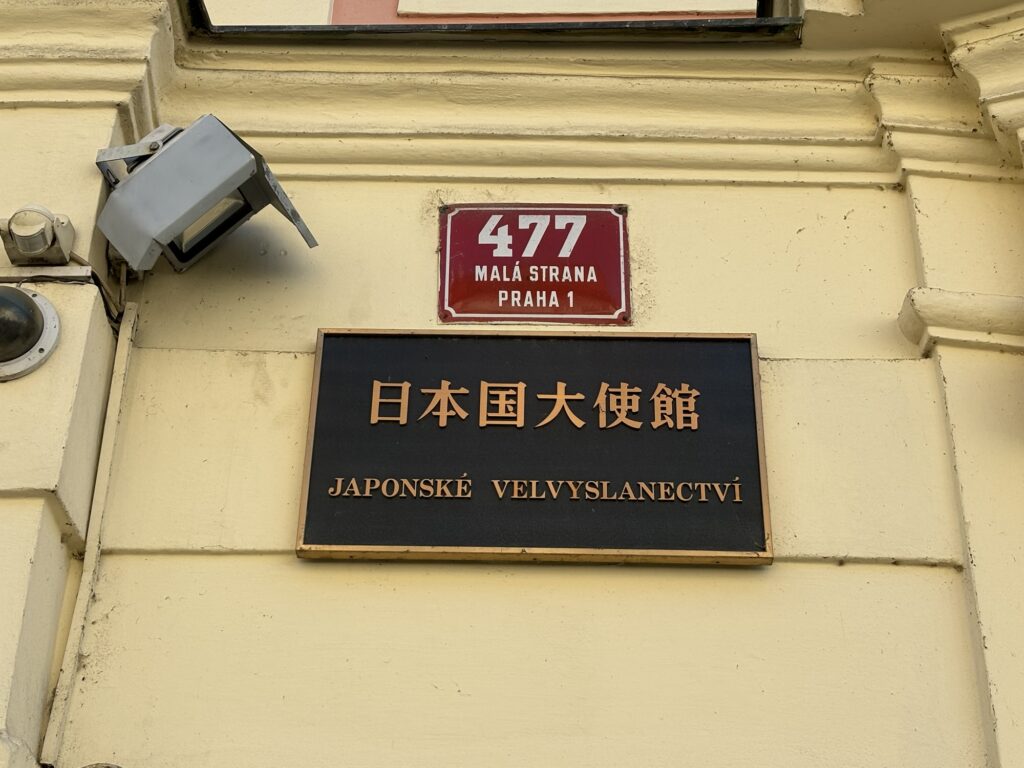 477
MALÁ STRANA
PRAHA 1
日本国大使館
JAPONSKÉ VELVYSLANECTVÍ